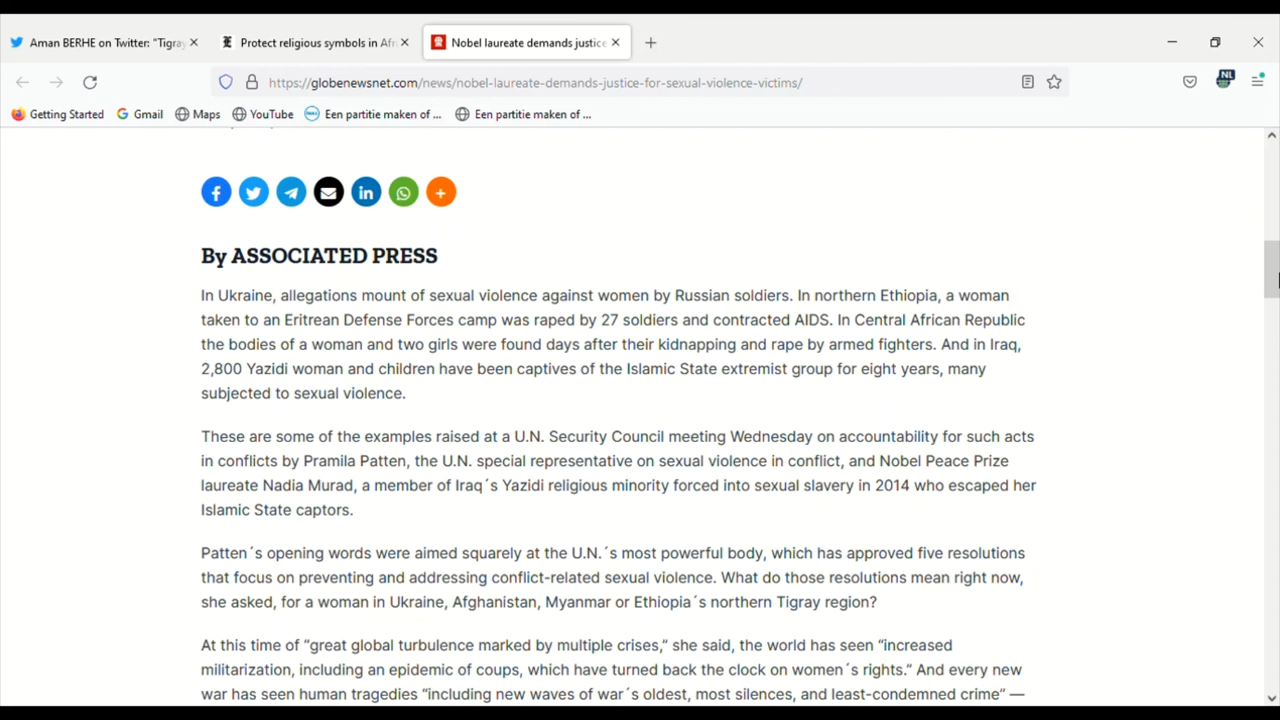 Aman BERHE on Twitter: "Tigray
Protect religious symbols in Afr
Nobel laureate demands justice
https://globenewsnet.com/news/nobel-laureate-demands-justice-for-sexual-violence-victims/
NL
Getting Started
Gmail
Maps
YouTube
Een partitie maken of ...
Een partitie maken of ...
By ASSOCIATED PRESS
In Ukraine, allegations mount of sexual violence against women by Russian soldiers. In northern Ethiopia, a woman
taken to an Eritrean Defense Forces camp was raped by 27 soldiers and contracted AIDS. In Central African Republic
the bodies of a woman and two girls were found days after their kidnapping and rape by armed fighters. And in Iraq,
2,800 Yazidi woman and children have been captives of the Islamic State extremist group for eight years, many
subjected to sexual violence.
These are some of the examples raised at a U.N. Security Council meeting Wednesday on accountability for such acts
in conflicts by Pramila Patten, the U.N. special representative on sexual violence in conflict, and Nobel Peace Prize
laureate Nadia Murad, a member of Iraq´s Yazidi religious minority forced into sexual slavery in 2014 who escaped her
Islamic State captors.
Patten´s opening words were aimed squarely at the U.N.´s most powerful body, which has approved five resolutions
that focus on preventing and addressing conflict-related sexual violence. What do those resolutions mean right now,
she asked, for a woman in Ukraine, Afghanistan, Myanmar or Ethiopia´s northern Tigray region?
At this time of “great global turbulence marked by multiple crises,” she said, the world has seen “increased
militarization, including an epidemic of coups, which have turned back the clock on women´s rights.” And every new
war has seen human tragedies “including new waves of war´s oldest, most silences, and least-condemned crime” —